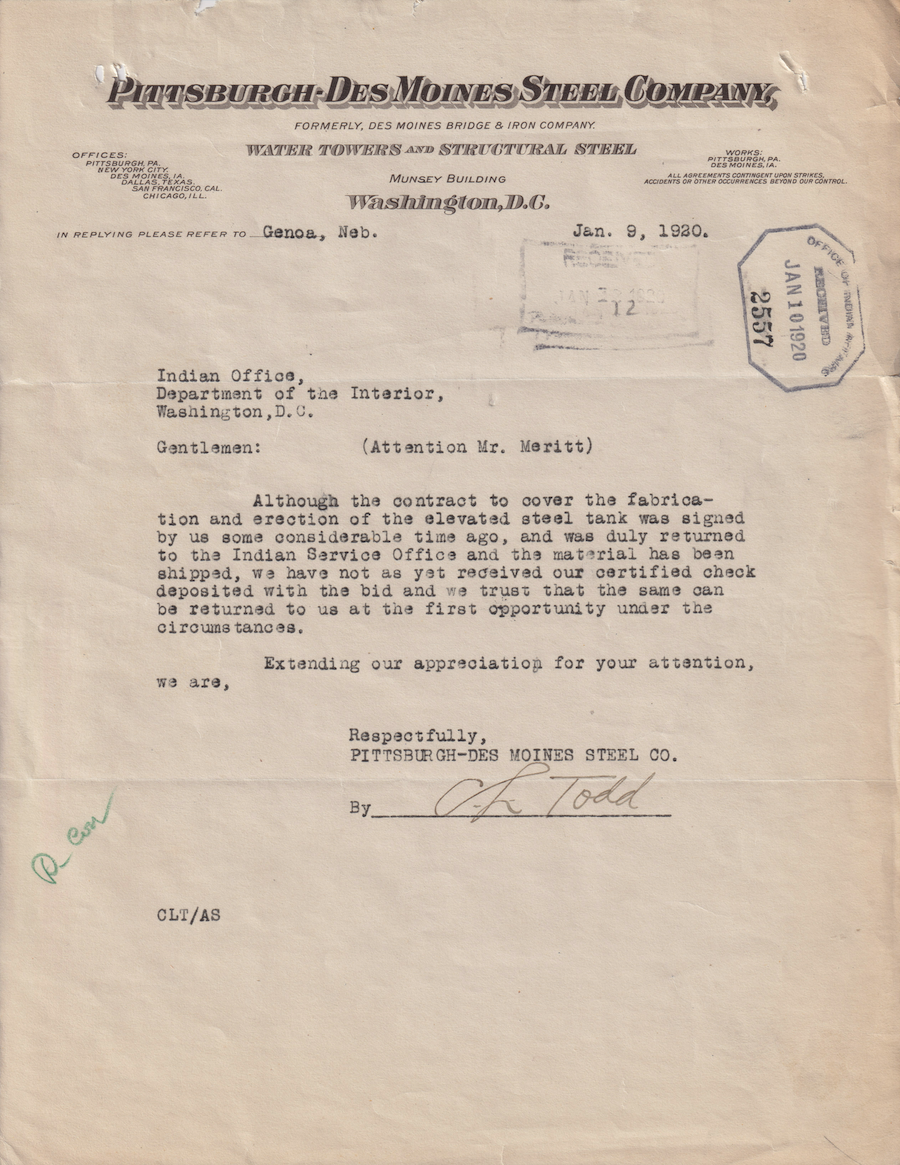 PITTSBURGH-DES MOINES STEEL COMPANY,
FORMERLY, DES MOINES BRIDGE & IRON COMPANY.
WATER TOWERS AND STRUCTURAL STEEL
MUNSEY BUILDING
Washington, D.C.
OFFICES:
PITTSBURGH, PA.
NEW YORK CITY.
DES MOINES, IA.
DALLAS, TEXAS.
SAN FRANCISCO, CAL.
CHICAGO, ILL.
WORKS:
PITTSBURGH, PA.
DES MOINES, IA.
ALL AGREEMENTS CONTINGENT UPON STRIKES,
ACCIDENTS OR OTHER OCCURRENCES BEYOND OUR CONTROL.
IN REPLYING PLEASE REFER TO Genoa, Neb. Jan. 9, 1920.
RECEIVED
JAN 192
12
OFFICE OF INDIAN AFFAIRS
RECEIVED
JAN 10 1920
2557
Indian Office,
Department of the Interior,
Washington,D.C.
Gentlemen: (Attention Mr. Meritt)
Although the contract to cover the fabrica-
tion and erection of the elevated steel tank was signed
by us some considerable time ago, and was duly returned
to the Indian Service Office and the material has been
shipped, we have not as yet received our certified check
deposited with the bid and we trust that the same can
be returned to us at the first opportunity under the
circumstances.
Extending our appreciation for your attention,
we are,
Respectfully,
PITTSBURGH-DES MOINES STEEL CO.
By C L Todd
CLT/AS